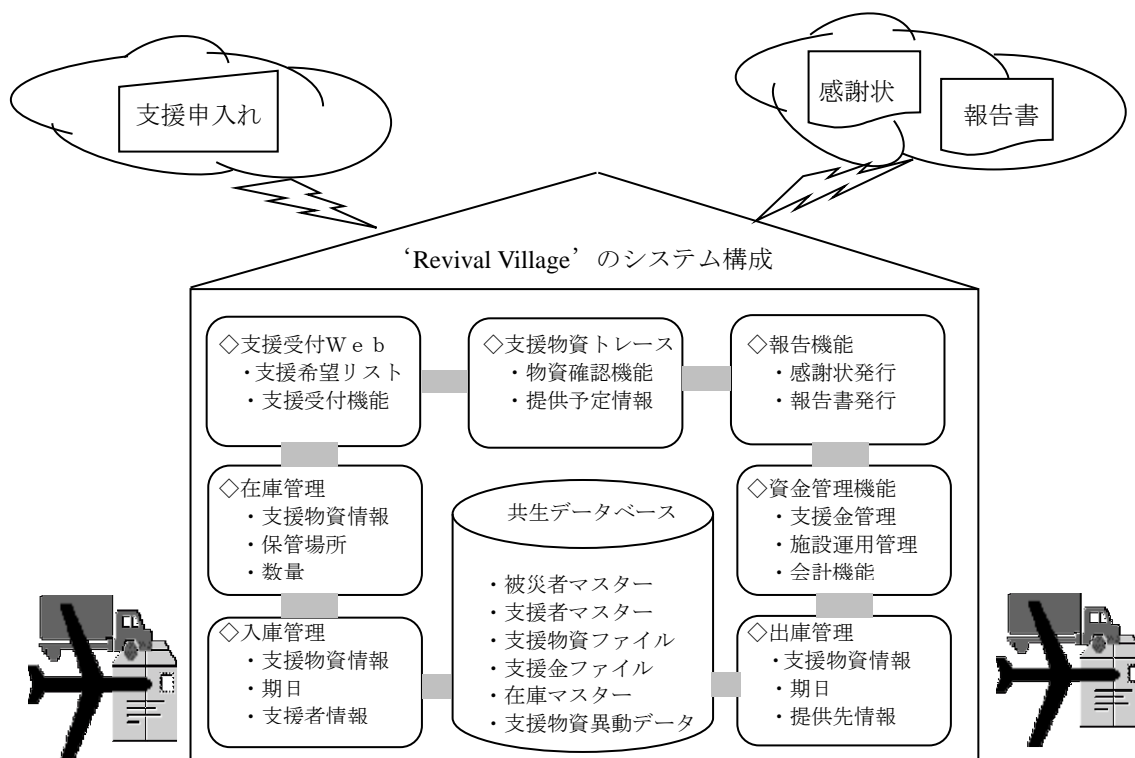 支援申入れ
感謝状
報告書
‘Revival Village’のシステム構成
◇支援受付Ｗｅｂ
・支援希望リスト
・支援受付機能
◇支援物資トレース
・物資確認機能
・提供予定情報
◇報告機能
・感謝状発行
・報告書発行
◇在庫管理
・支援物資情報
・保管場所
・数量
共生データベース
・被災者マスター
・支援者マスター
・支援物資ファイル
・支援金ファイル
・在庫マスター
・支援物資異動データ
◇資金管理機能
・支援金管理
・施設運用管理
・会計機能
◇入庫管理
・支援物資情報
・期日
・支援者情報
◇出庫管理
・支援物資情報
・期日
・提供先情報